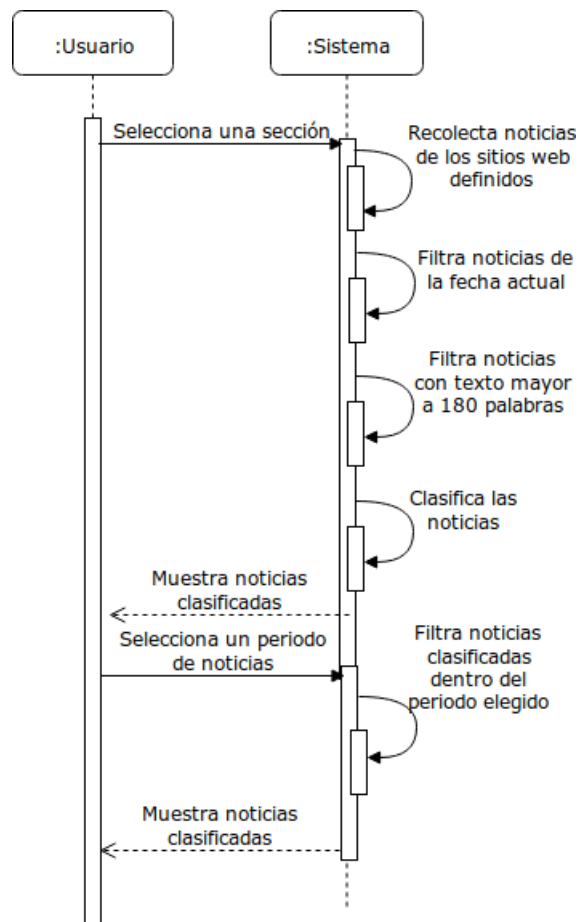 :Usuario
:Sistema
Selecciona una sección
Recolecta noticias
de los sitios web
definidos
Filtra noticias de
la fecha actual
Filtra noticias
con texto mayor
a 180 palabras
Clasifica las
noticias
Muestra noticias
clasificadas
Selecciona un periodo
de noticias
Filtra noticias
clasificadas
dentro del
periodo elegido
Muestra noticias
clasificadas